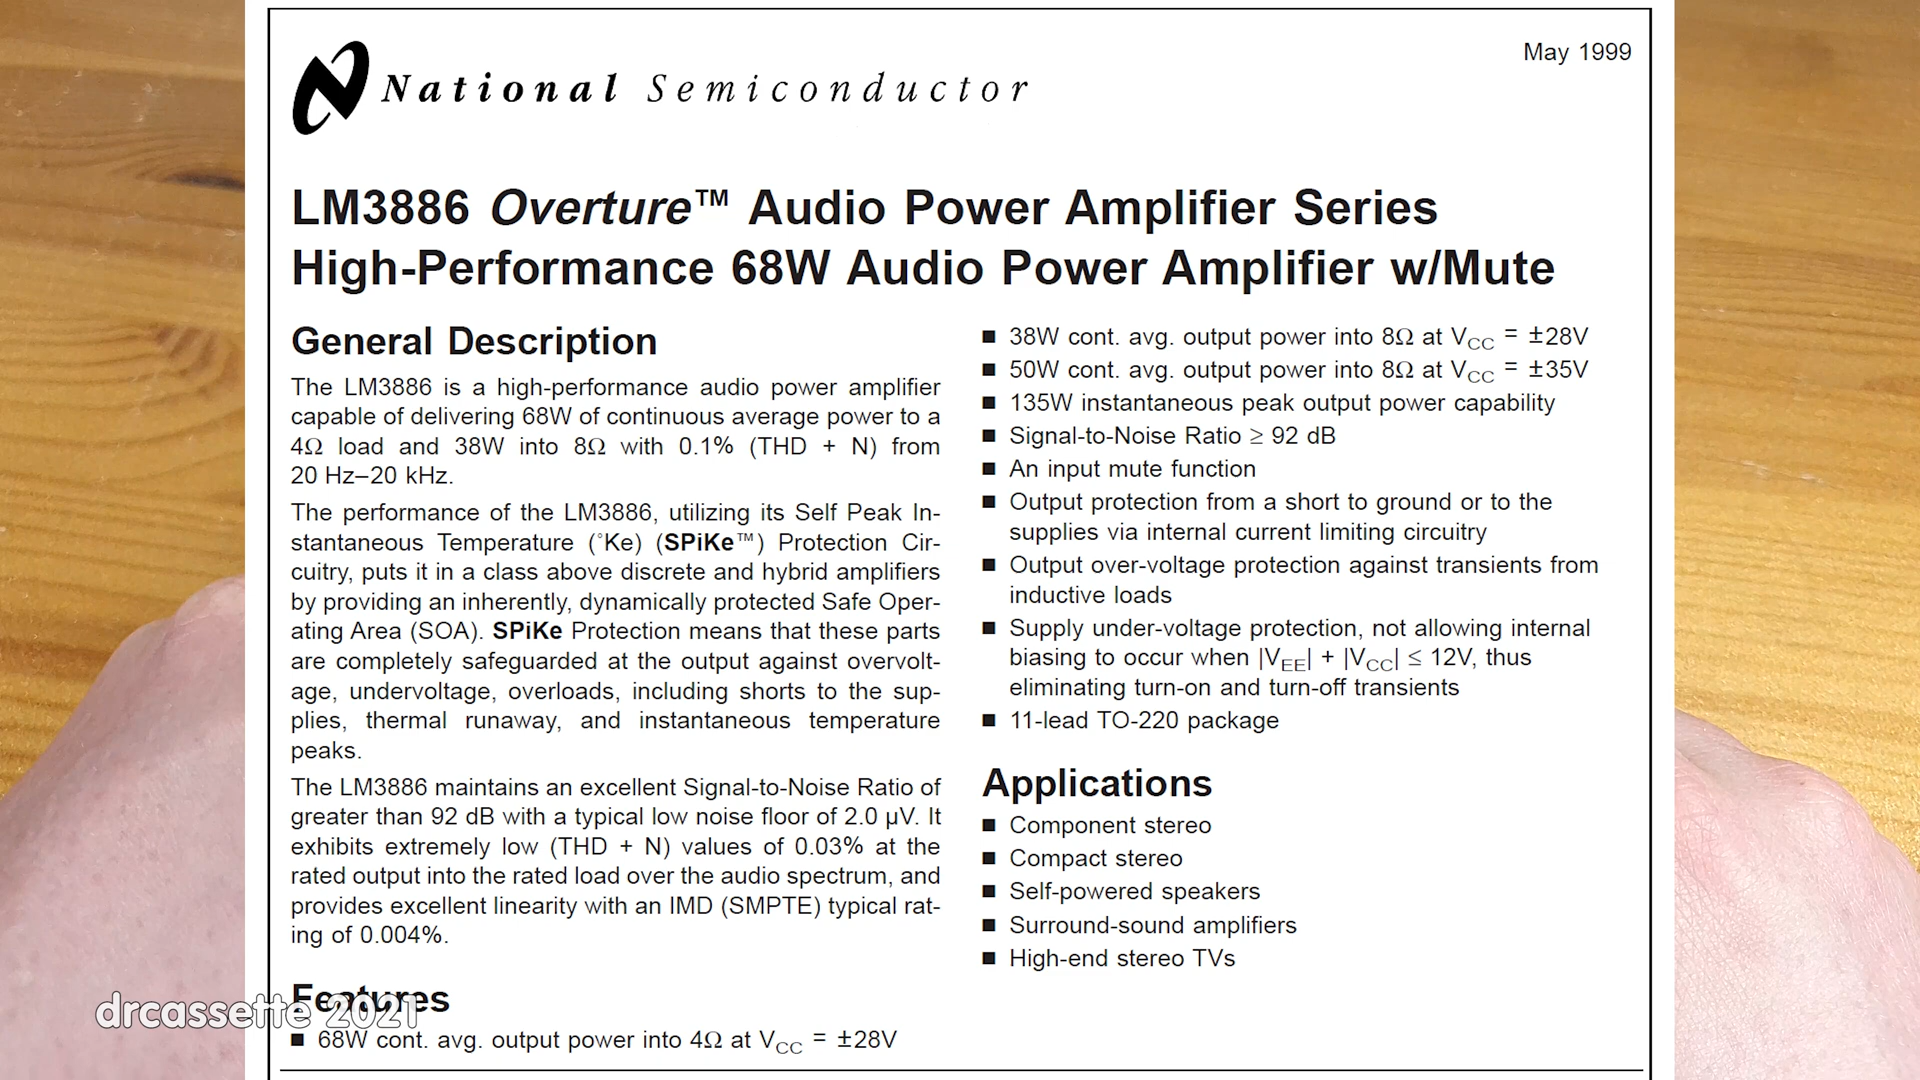 May 1999
National Semiconductor
LM3886 Overture™ Audio Power Amplifier Series
High-Performance 68W Audio Power Amplifier w/Mute
General Description
The LM3886 is a high-performance audio power amplifier
capable of delivering 68W of continuous average power to a
4Ω load and 38W into 8Ω with 0.1% (THD + N) from
20 Hz–20 kHz.
The performance of the LM3886, utilizing its Self Peak In-
stantaneous Temperature (˚Ke) (SPiKe™) Protection Cir-
cuitry, puts it in a class above discrete and hybrid amplifiers
by providing an inherently, dynamically protected Safe Oper-
ating Area (SOA). SPiKe Protection means that these parts
are completely safeguarded at the output against overvolt-
age, undervoltage, overloads, including shorts to the sup-
plies, thermal runaway, and instantaneous temperature
peaks.
The LM3886 maintains an excellent Signal-to-Noise Ratio of
greater than 92 dB with a typical low noise floor of 2.0 µV. It
exhibits extremely low (THD + N) values of 0.03% at the
rated output into the rated load over the audio spectrum, and
provides excellent linearity with an IMD (SMPTE) typical rat-
ing of 0.004%.
Features
■ 68W cont. avg. output power into 4Ω at VCC = ±28V
■ 38W cont. avg. output power into 8Ω at VCC = ±28V
■ 50W cont. avg. output power into 8Ω at VCC = ±35V
■ 135W instantaneous peak output power capability
■ Signal-to-Noise Ratio ≥ 92 dB
■ An input mute function
■ Output protection from a short to ground or to the
supplies via internal current limiting circuitry
■ Output over-voltage protection against transients from
inductive loads
■ Supply under-voltage protection, not allowing internal
biasing to occur when |VEE| + |VCC| ≤ 12V, thus
eliminating turn-on and turn-off transients
■ 11-lead TO-220 package
Applications
■ Component stereo
■ Compact stereo
■ Self-powered speakers
■ Surround-sound amplifiers
■ High-end stereo TVs
drcassette 2021